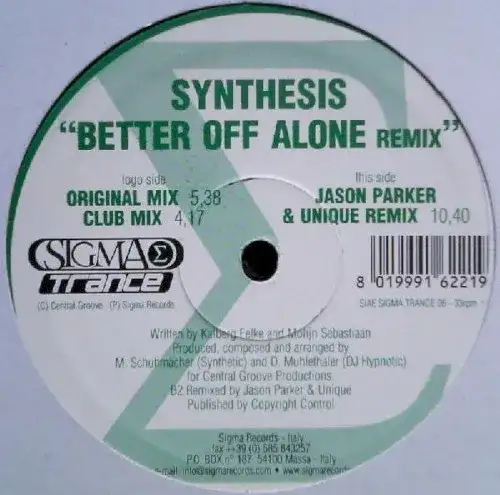 SYNTHESIS
"BETTER OFF ALONE REMIX"
logo side
ORIGINAL MIX 5,38
CLUB MIX 4,17
this side
JASON PARKER
& UNIQUE REMIX 10,40
SIGMA Σ
Trance
(C) Central Groove (P) Sigma Records
8 019991 62219
SIAE SIGMA TRANCE 06 - 33rpm
Written by Kalberg Eelke and Molijn Sebastiaan
Produced, composed and arranged by
M. Schutmacher (Synthetic) and D. Muhlethaler (DJ Hypnotic)
for Central Groove Productions
B2 Remixed by Jason Parker & Unique
Published by Copyright Control
Sigma Records - Italy
fax ++39 (0) 585 843257
P.O. BOX n° 187 54100 Massa - Italy
e.mail: info@sigmarecords.com • www.sigmarecords.com